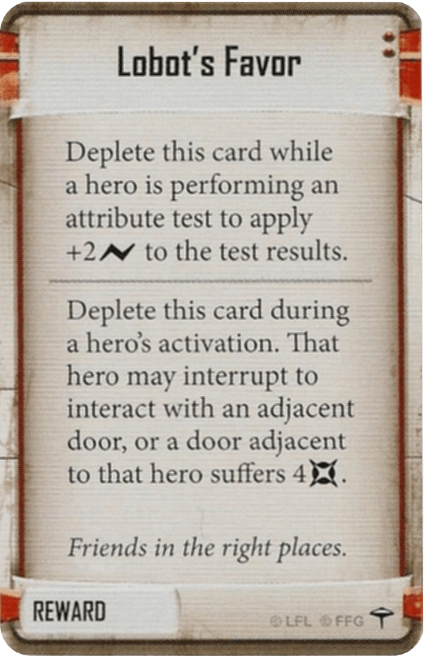 Lobot's Favor
Deplete this card while
a hero is performing an
attribute test to apply
+2 to the test results.
Deplete this card during
a hero's activation. That
hero may interrupt to
interact with an adjacent
door, or a door adjacent
to that hero suffers 4.
Friends in the right places.
REWARD
© LFL © FFG